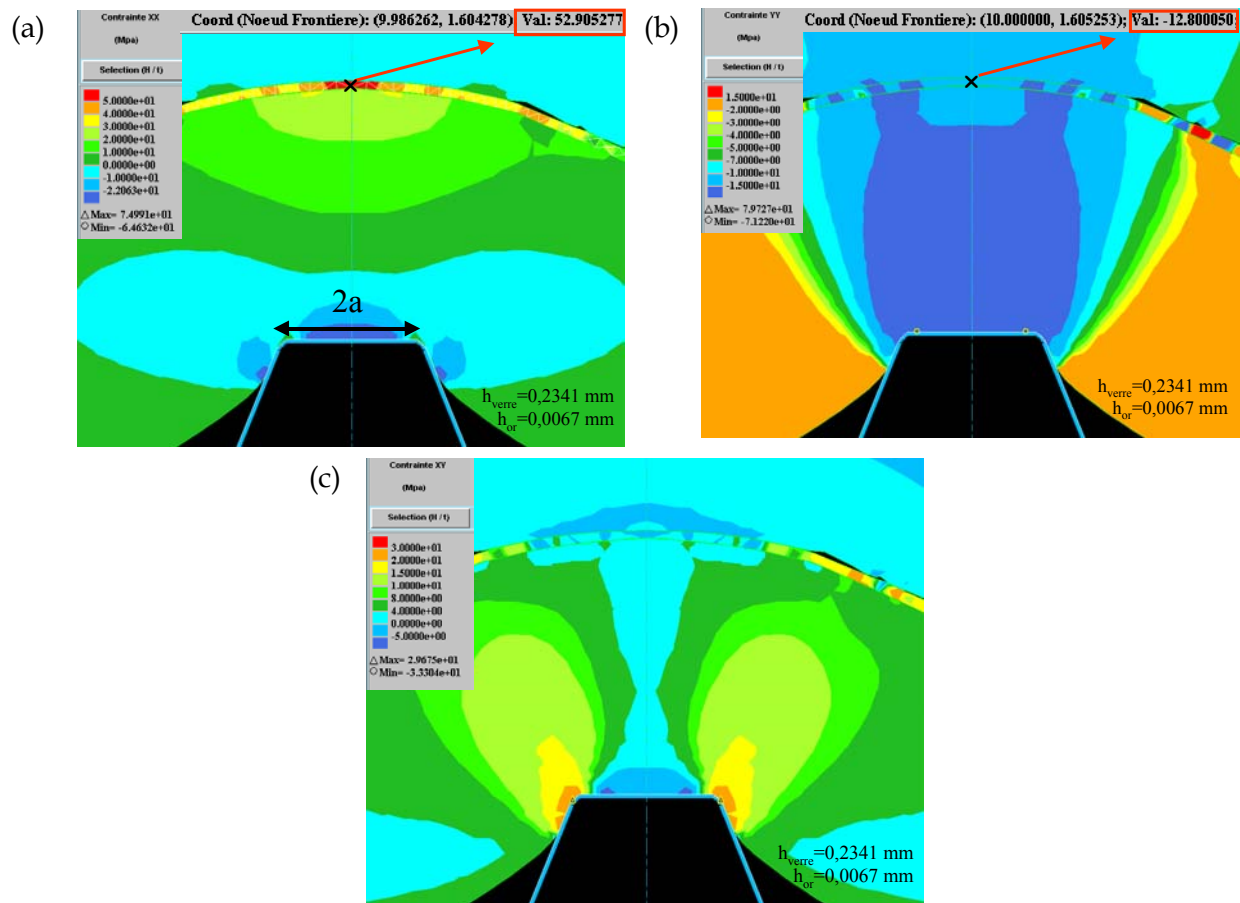 (a)
Contrainte XX
(Mpa)
Selection (H / t)
5.0000e+01
4.0000e+01
3.0000e+01
2.0000e+01
1.0000e+01
0.0000e+00
-1.0000e+01
-2.2063e+01
△ Max= 7.4991e+01
○ Min= -6.4632e+01
Coord (Noeud Frontiere): (9.986262, 1.604278) Val: 52.905277
2a
h_verre=0,2341 mm
h_or=0,0067 mm
(b)
Contrainte YY
(Mpa)
Selection (H / t)
1.5000e+01
-2.0000e+00
-3.0000e+00
-4.0000e+00
-5.0000e+00
-7.0000e+00
-1.0000e+01
-1.5000e+01
△ Max= 7.9727e+01
○ Min= -7.1220e+01
Coord (Noeud Frontiere): (10.000000, 1.605253); Val: -12.800050;
h_verre=0,2341 mm
h_or=0,0067 mm
(c)
Contrainte XY
(Mpa)
Selection (H / t)
3.0000e+01
2.0000e+01
1.5000e+01
1.0000e+01
8.0000e+00
4.0000e+00
0.0000e+00
-5.0000e+00
△ Max= 2.9675e+01
○ Min= -3.3304e+01
h_verre=0,2341 mm
h_or=0,0067 mm